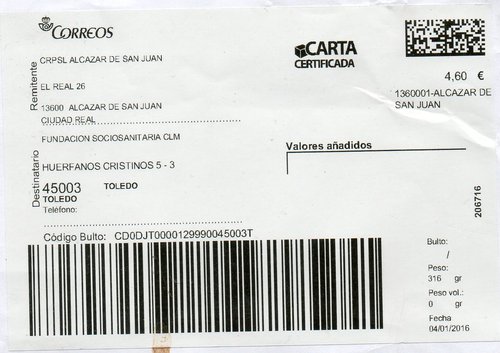 CORREOS
Remitente
CRPSL ALCAZAR DE SAN JUAN
EL REAL 26
13600 ALCAZAR DE SAN JUAN
CIUDAD REAL
CARTA
CERTIFICADA
4,60 €
1360001-ALCAZAR DE
SAN JUAN
Destinatario
FUNDACION SOCIOSANITARIA CLM
HUERFANOS CRISTINOS 5 - 3
45003 TOLEDO
TOLEDO
Teléfono:
Valores añadidos
206716
Código Bulto: CD0DJT0000129990045003T
Bulto:
/
Peso:
316 gr
Peso vol.:
0 gr
Fecha
04/01/2016